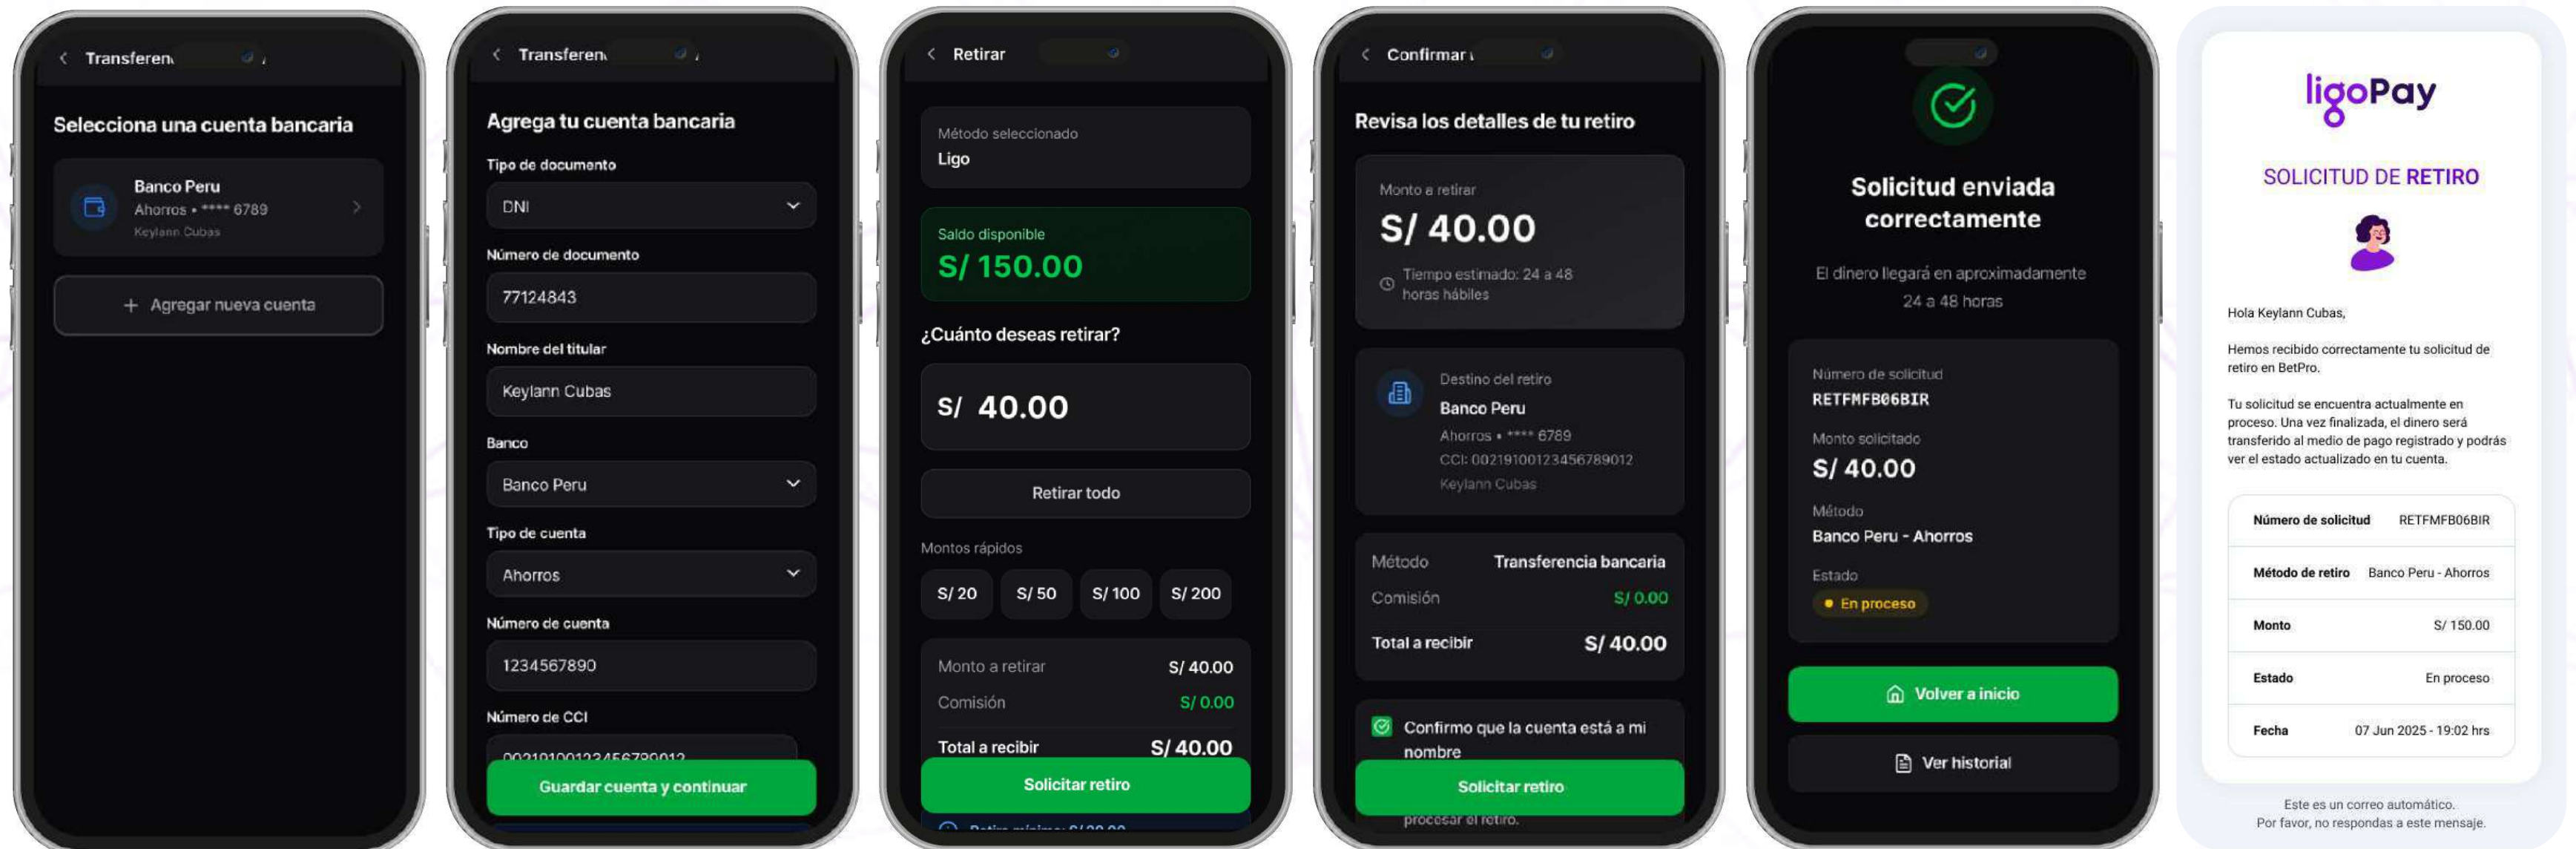 Transferen
Selecciona una cuenta bancaria
Banco Peru
Ahorros • **** 6789
Keylann Cubas
+ Agregar nueva cuenta
Transferen
Agrega tu cuenta bancaria
Tipo de documento
DNI
Número de documento
77124843
Nombre del titular
Keylann Cubas
Banco
Banco Peru
Tipo de cuenta
Ahorros
Número de cuenta
1234567890
Número de CCI
00219100123456789012
Guardar cuenta y continuar
Retirar
Método seleccionado
Ligo
Saldo disponible
S/ 150.00
¿Cuánto deseas retirar?
S/ 40.00
Retirar todo
Montos rápidos
S/ 20 S/ 50 S/ 100 S/ 200
Monto a retirar S/ 40.00
Comisión S/ 0.00
Total a recibir S/ 40.00
Solicitar retiro
Confirmar
Revisa los detalles de tu retiro
Monto a retirar
S/ 40.00
Tiempo estimado: 24 a 48
horas hábiles
Destino del retiro
Banco Peru
Ahorros • **** 6789
CCI: 00219100123456789012
Keylann Cubas
Método Transferencia bancaria
Comisión S/ 0.00
Total a recibir S/ 40.00
Confirmo que la cuenta está a mi
nombre
Solicitar retiro
procesar el retiro.
Solicitud enviada
correctamente
El dinero llegará en aproximadamente
24 a 48 horas
Número de solicitud
RETFMFB06BIR
Monto solicitado
S/ 40.00
Método
Banco Peru - Ahorros
Estado
• En proceso
Volver a inicio
Ver historial
ligoPay
SOLICITUD DE RETIRO
Hola Keylann Cubas,
Hemos recibido correctamente tu solicitud de
retiro en BetPro.
Tu solicitud se encuentra actualmente en
proceso. Una vez finalizada, el dinero será
transferido al medio de pago registrado y podrás
ver el estado actualizado en tu cuenta.
Número de solicitud RETFMFB06BIR
Método de retiro Banco Peru - Ahorros
Monto S/ 150.00
Estado En proceso
Fecha 07 Jun 2025 - 19:02 hrs
Este es un correo automático.
Por favor, no respondas a este mensaje.